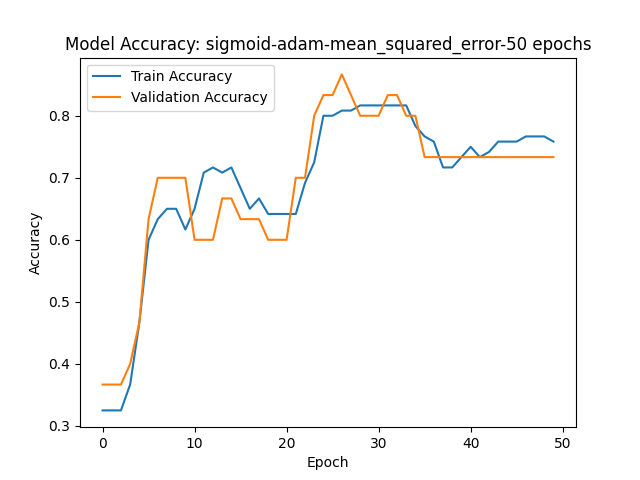 Model Accuracy: sigmoid-adam-mean_squared_error-50 epochs
Train Accuracy
Validation Accuracy
0.8
0.7
0.6
0.5
0.4
0.3
Accuracy
0 10 20 30 40 50
Epoch